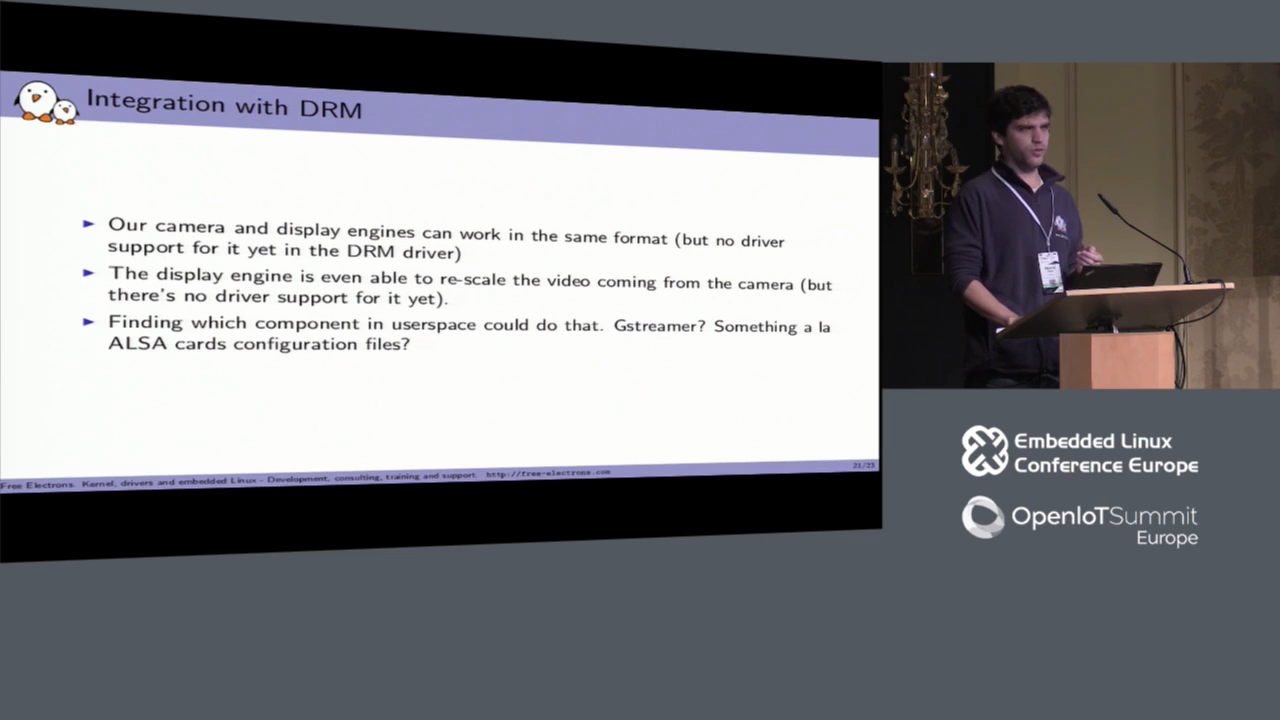 Integration with DRM
► Our camera and display engines can work in the same format (but no driver
support for it yet in the DRM driver)
► The display engine is even able to re-scale the video coming from the camera (but
there's no driver support for it yet).
► Finding which component in userspace could do that. Gstreamer? Something a la
ALSA cards configuration files?
Free Electrons. Kernel, drivers and embedded Linux - Development, consulting, training and support. http://free-electrons.com
21/23
Embedded Linux
Conference Europe
OpenIoTSummit
Europe